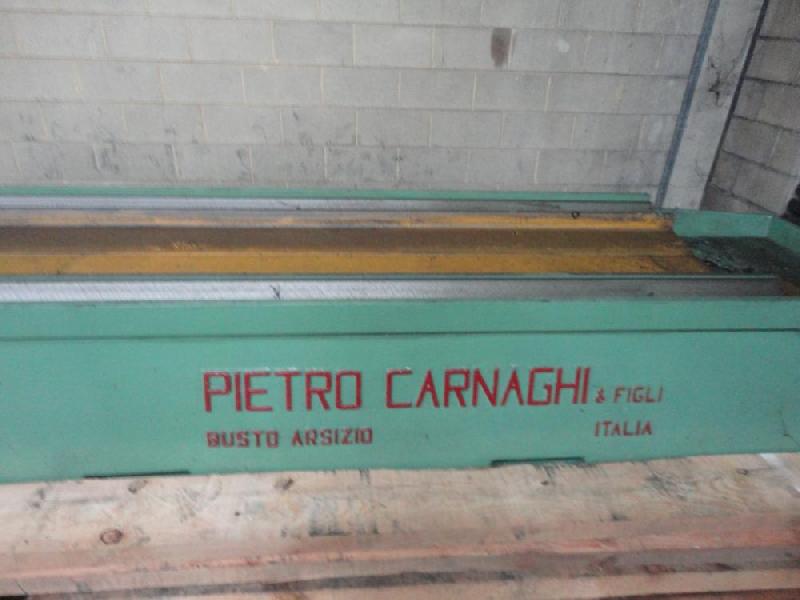 PIETRO CARNAGHI & FIGLI
BUSTO ARSIZIO ITALIA